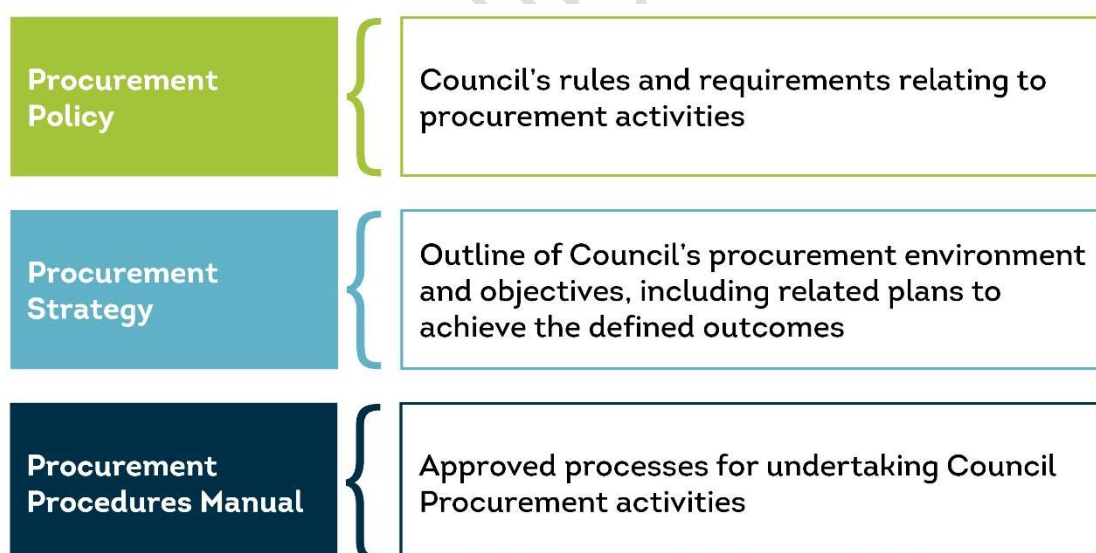 Procurement
Policy
Council's rules and requirements relating to
procurement activities
Procurement
Strategy
Outline of Council's procurement environment
and objectives, including related plans to
achieve the defined outcomes
Procurement
Procedures Manual
Approved processes for undertaking Council
Procurement activities